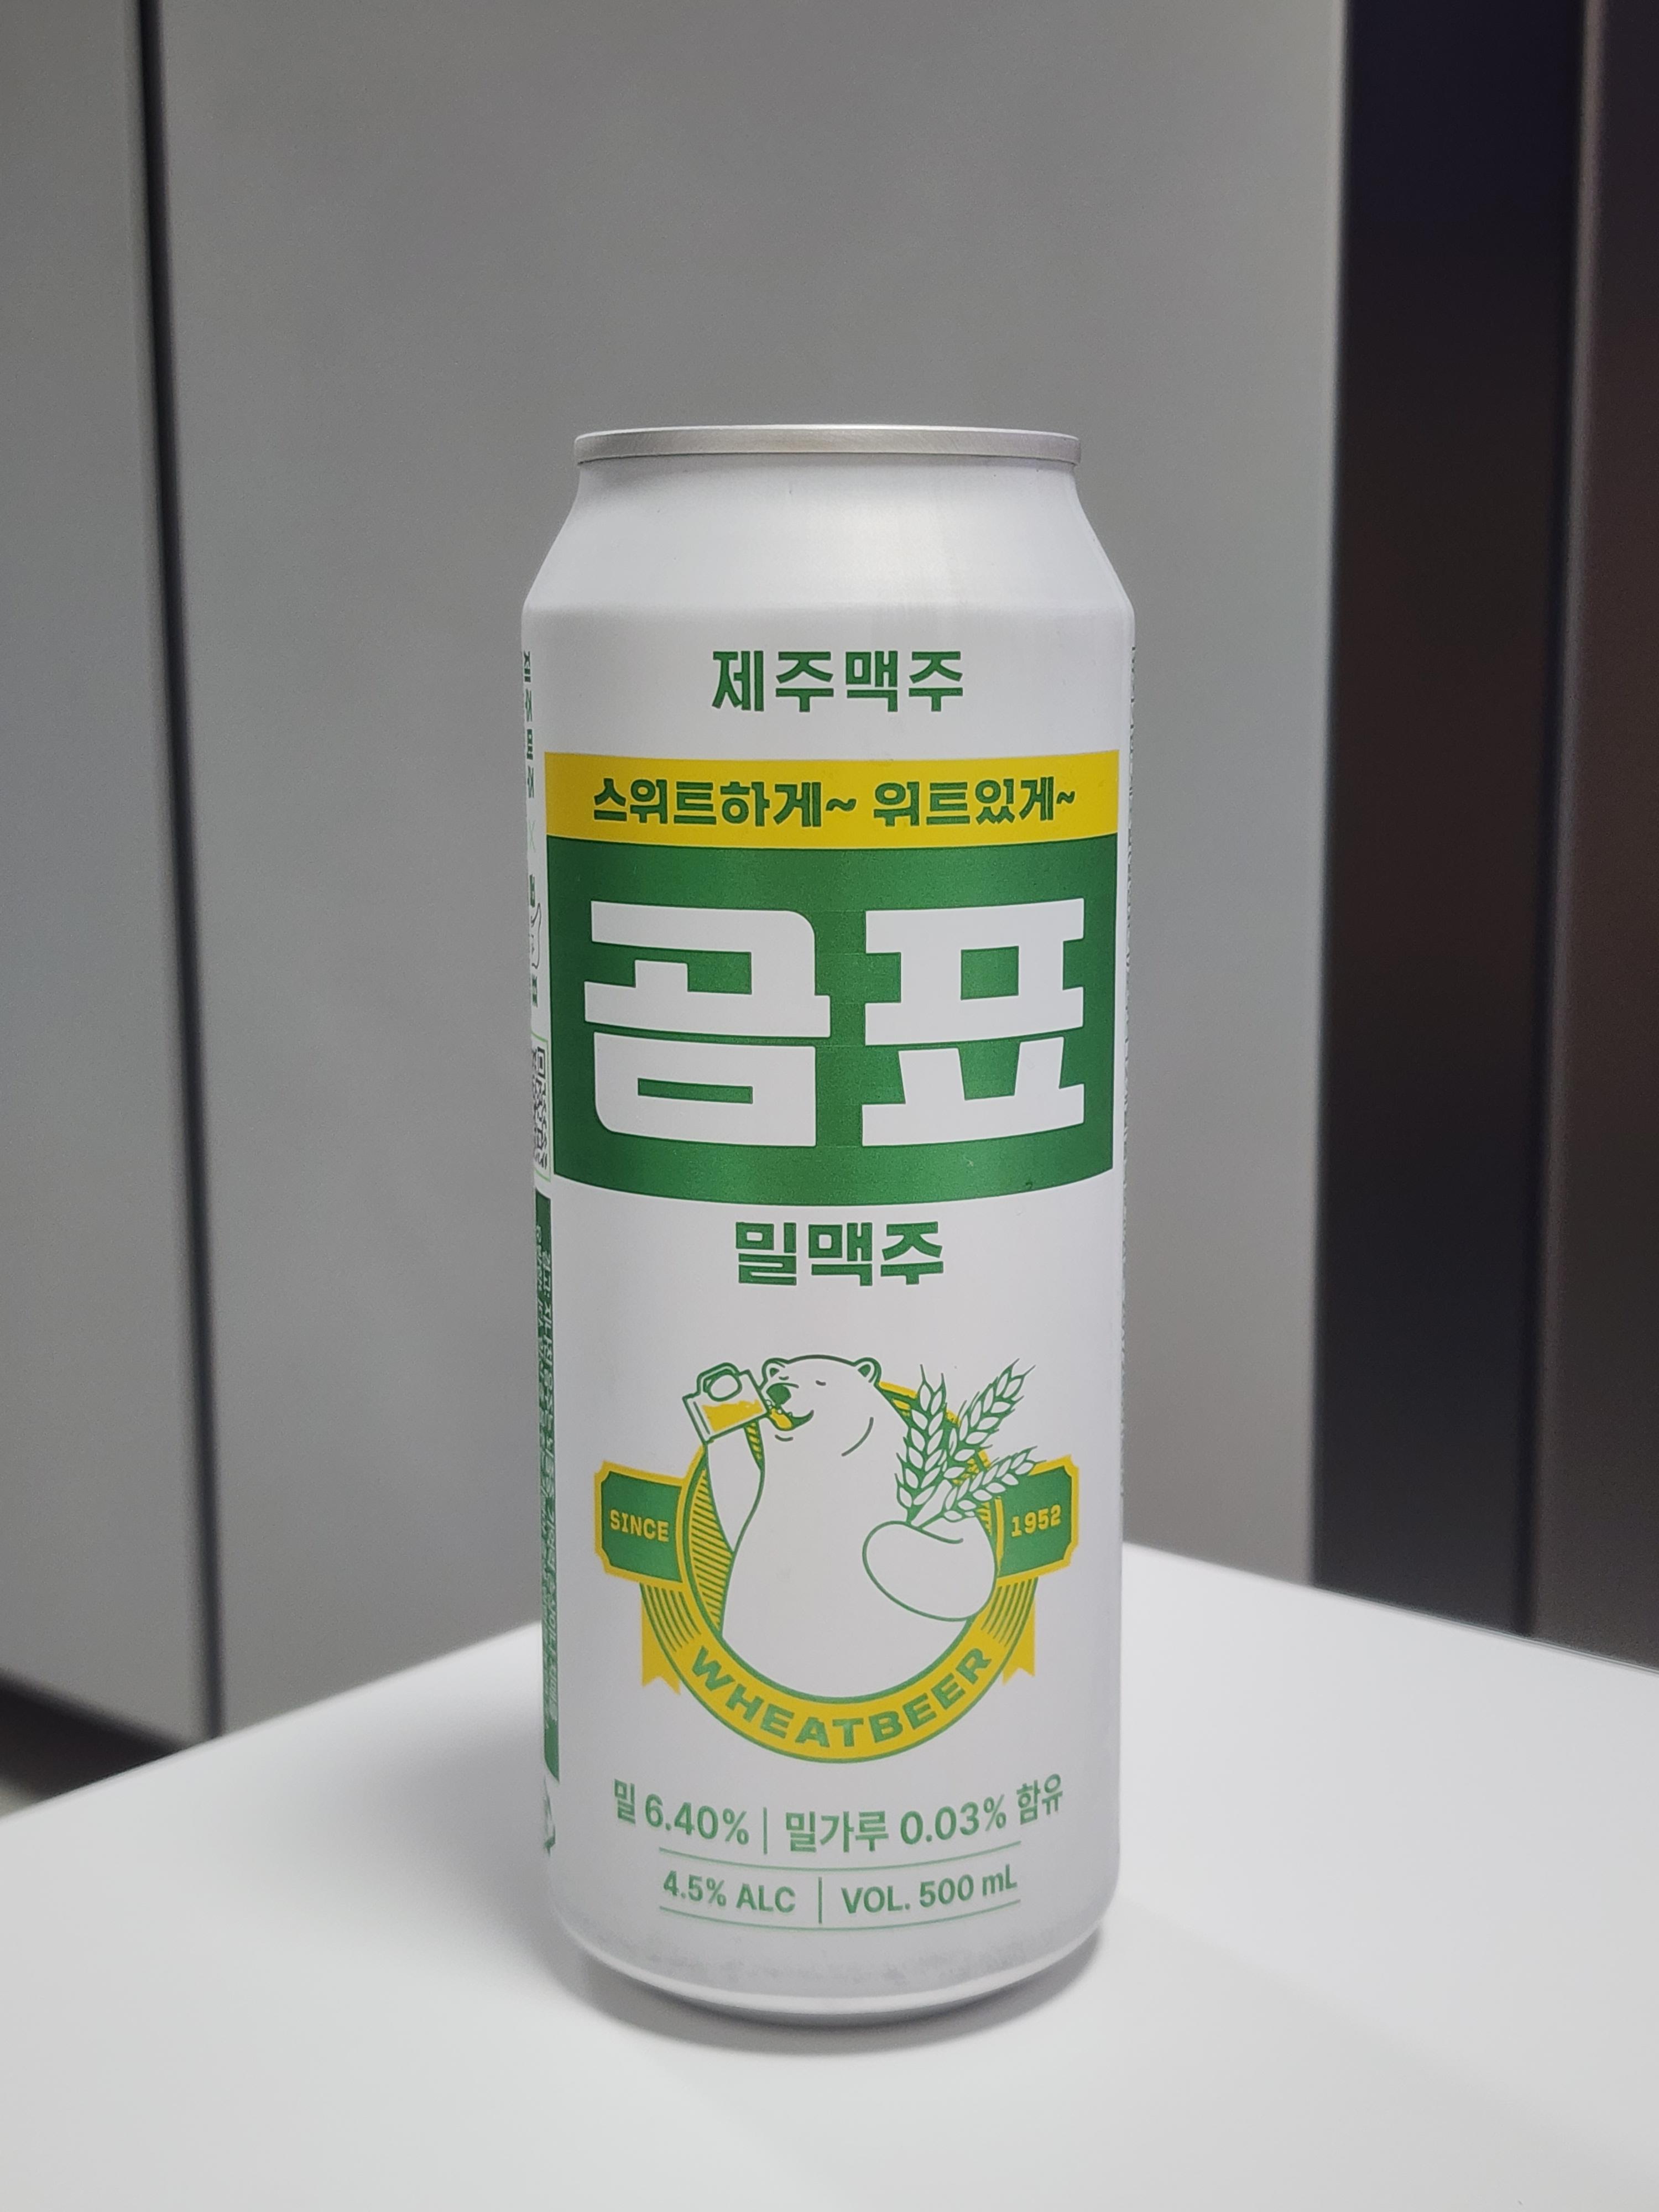 제주맥주
스위트하게~ 위트있게~
곰표
밀맥주
SINCE 1952
WHEATBEER
밀 6.40% | 밀가루 0.03% 함유
4.5% ALC | VOL. 500 mL